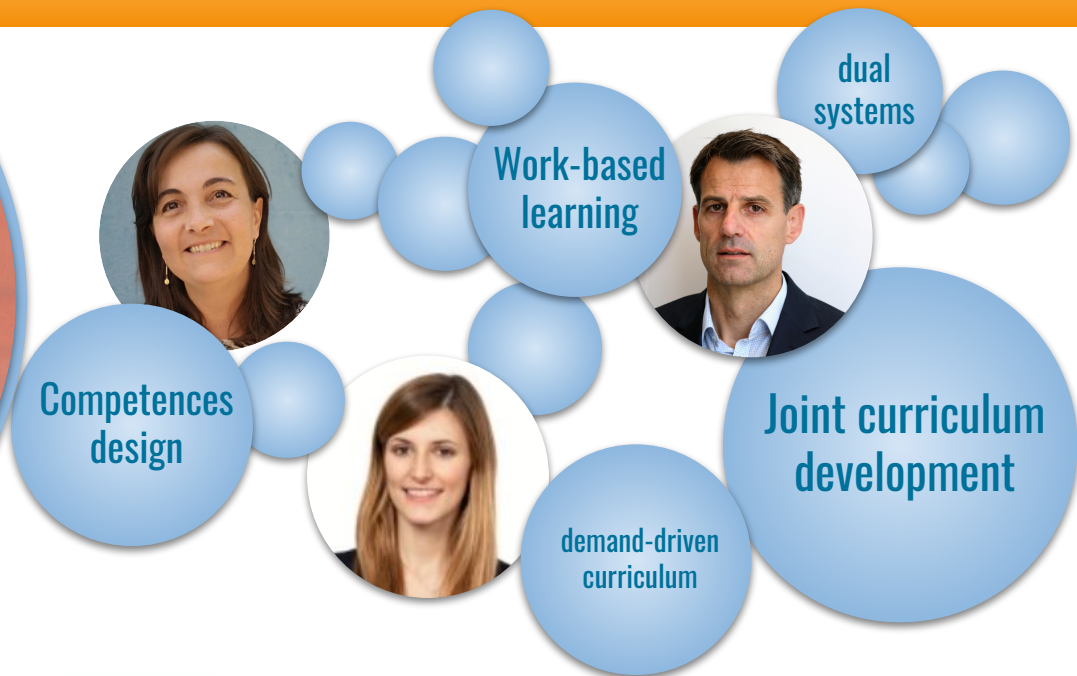 dual
systems
Work-based
learning
Competences
design
Joint curriculum
development
demand-driven
curriculum